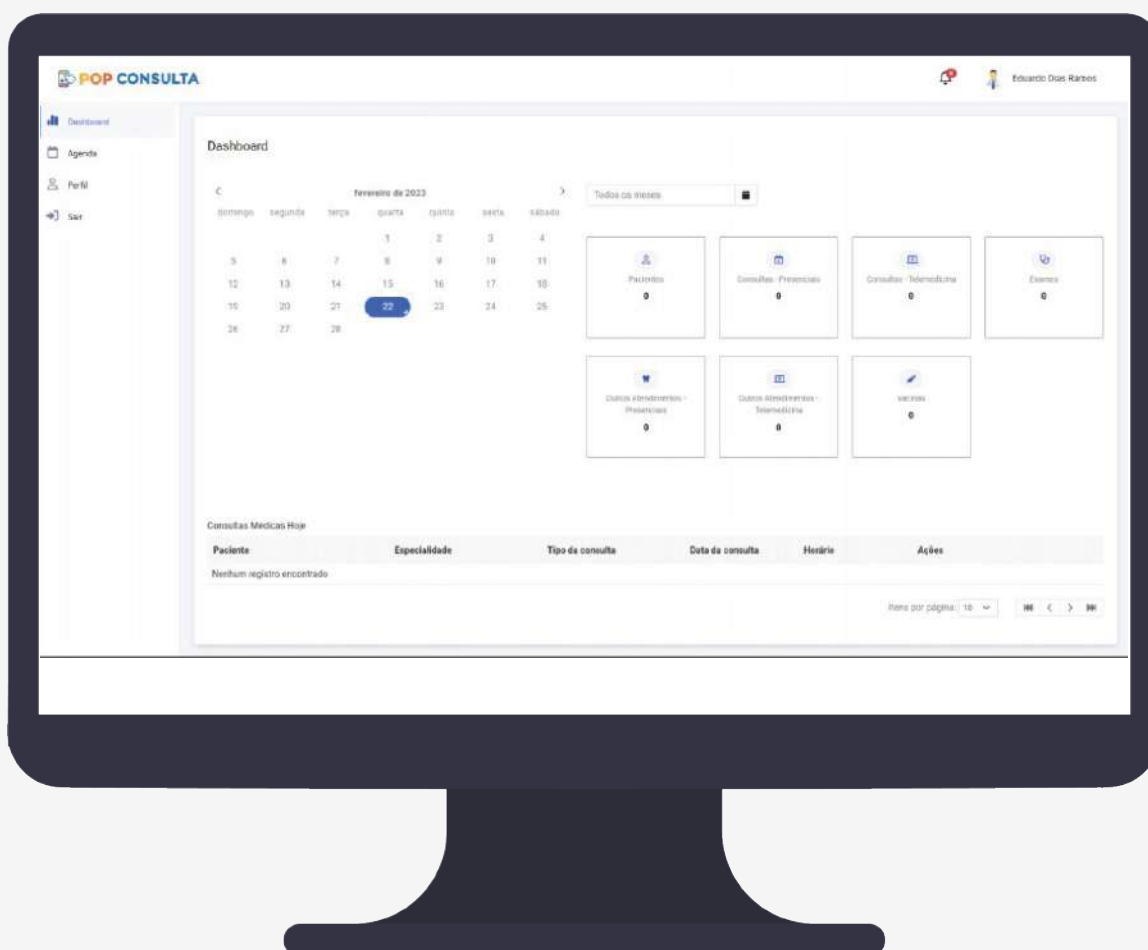 POP CONSULTA
Eduardo Dias Ramos
Dashboard
Agenda
Perfil
Sair
Dashboard
fevereiro de 2023
domingo segunda terça quarta quinta sexta sábado
1 2 3 4
5 6 7 8 9 10 11
12 13 14 15 16 17 18
19 20 21 22 23 24 25
26 27 28
Todos os meses
Pacientes
0
Consultas - Presenciais
0
Consultas - Telemedicina
0
Exames
0
Outros Atendimentos -
Presenciais
0
Outros Atendimentos -
Telemedicina
0
Vacinas
0
Consultas Médicas Hoje
Paciente Especialidade Tipo da consulta Data da consulta Horário Ações
Nenhum registro encontrado
Itens por página: 10